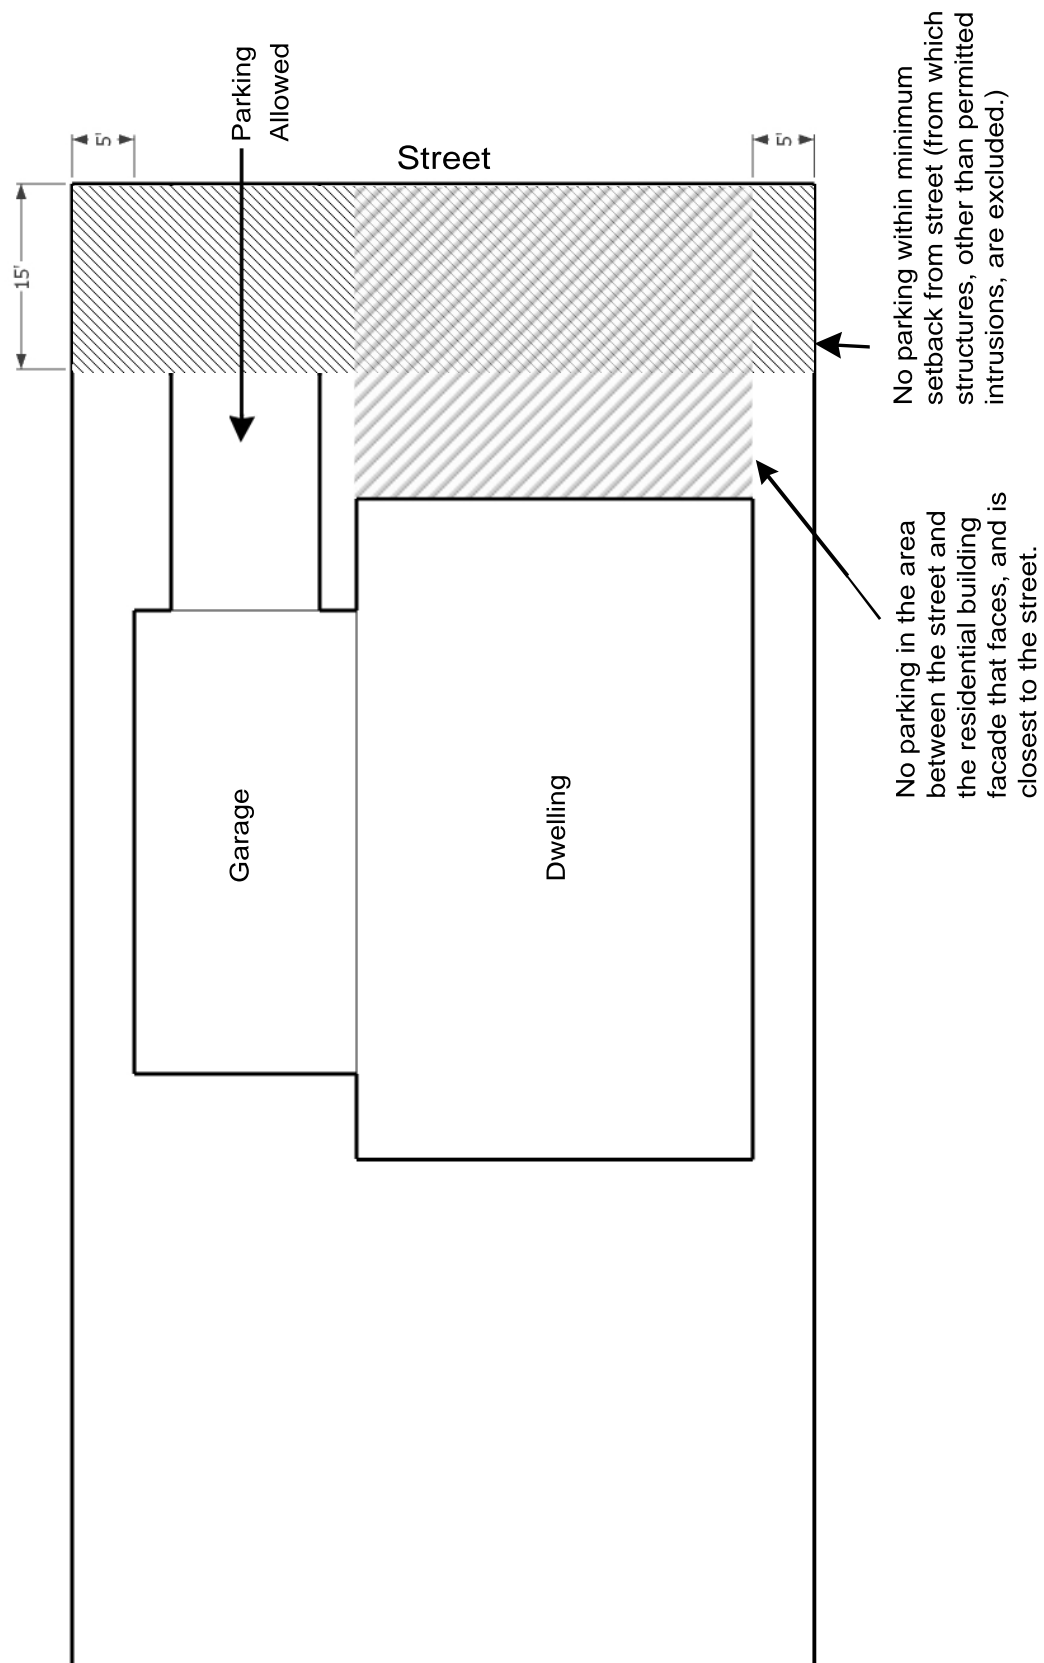 Parking
Allowed
5'
Street
5'
15'
No parking within minimum
setback from street (from which
structures, other than permitted
intrusions, are excluded.)
No parking in the area
between the street and
the residential building
facade that faces, and is
closest to the street.
Garage
Dwelling